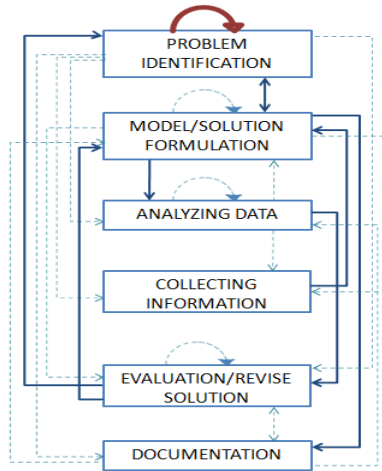 PROBLEM
IDENTIFICATION
MODEL/SOLUTION
FORMULATION
ANALYZING DATA
COLLECTING
INFORMATION
EVALUATION/REVISE
SOLUTION
DOCUMENTATION